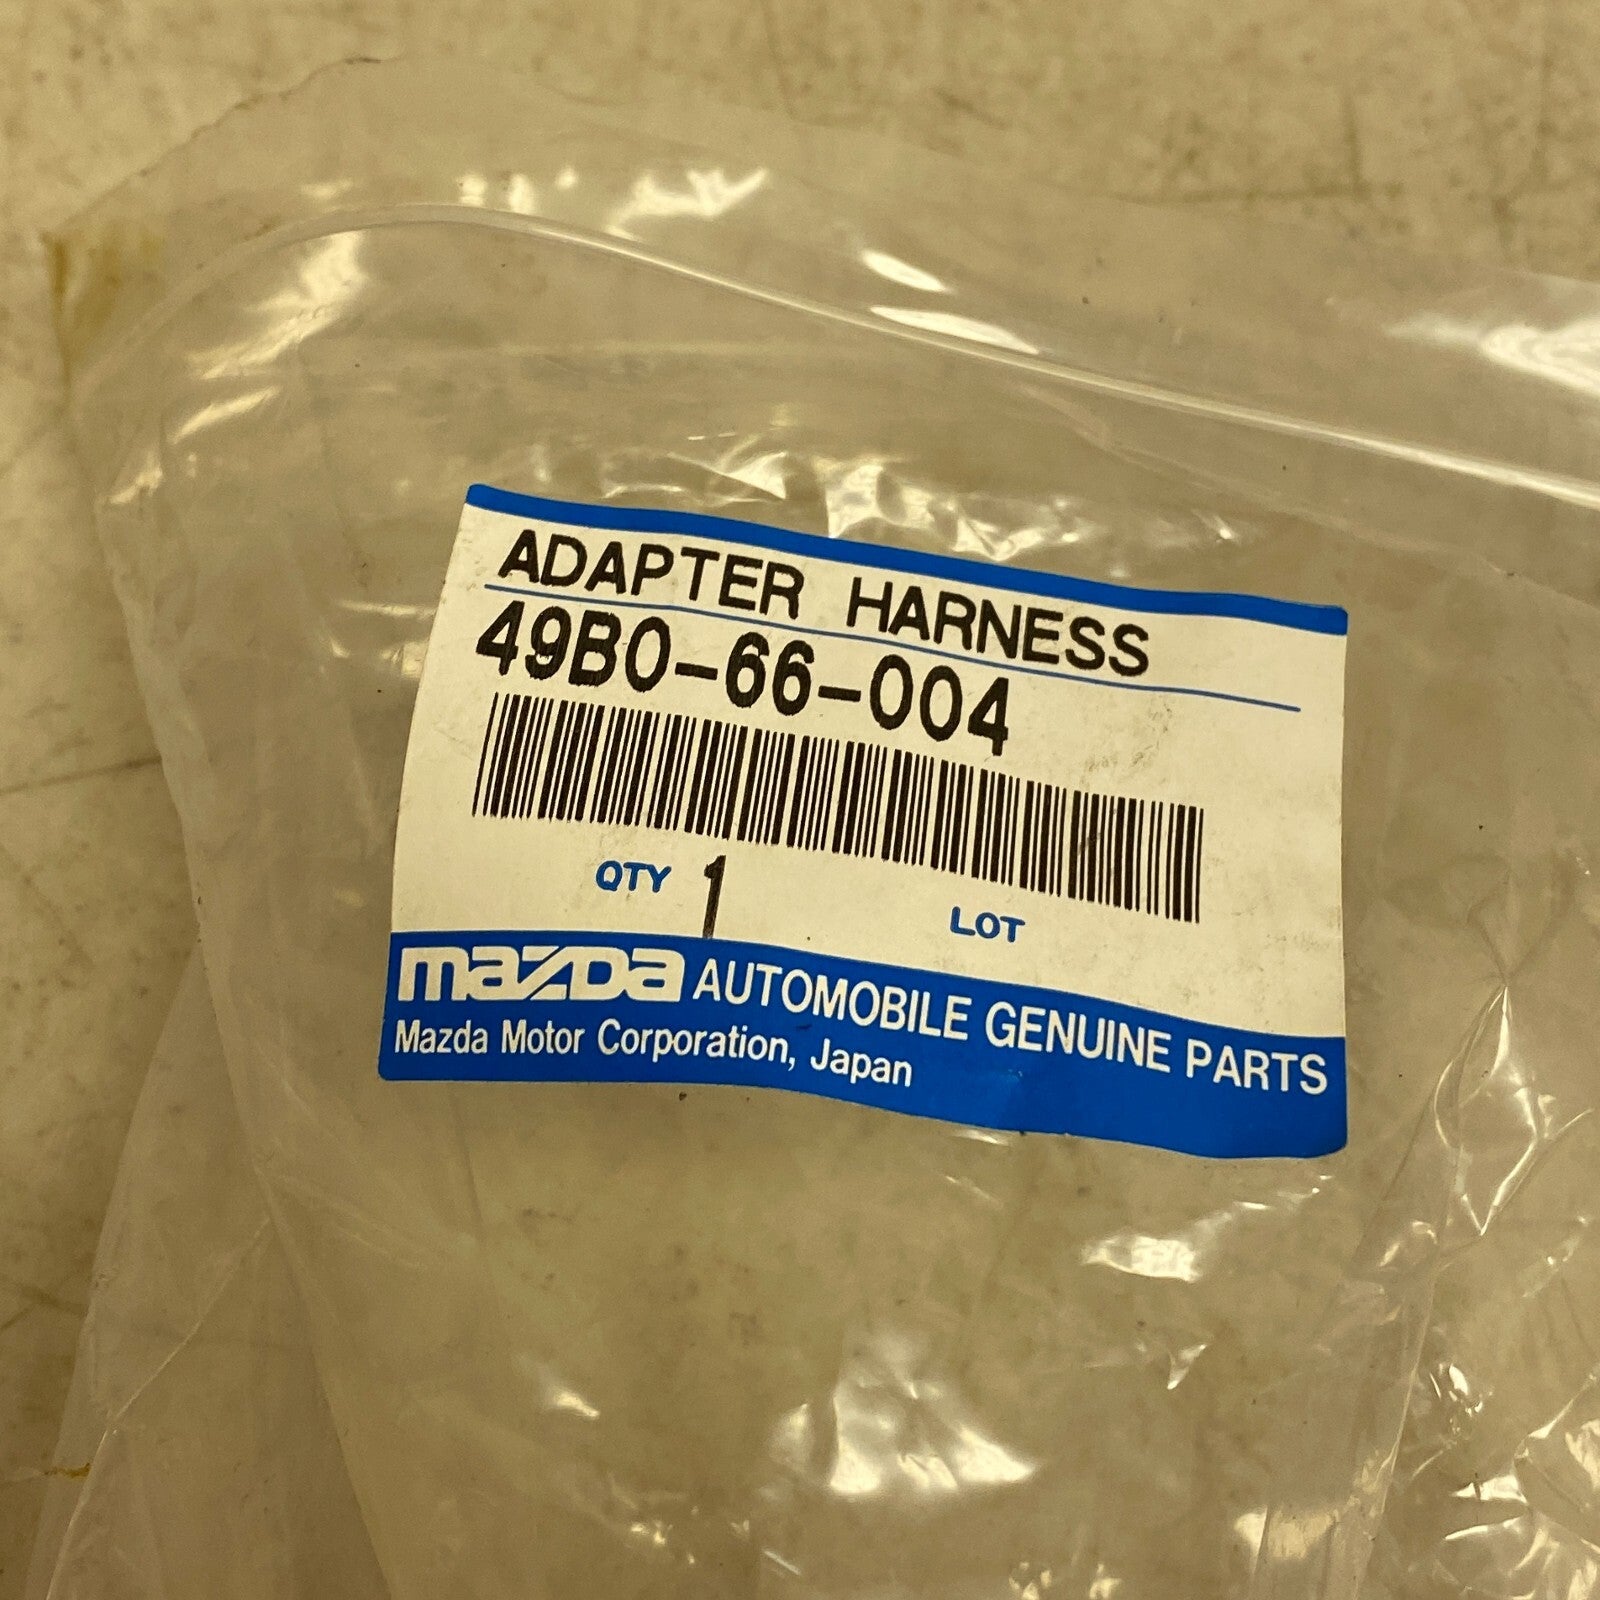 ADAPTER HARNESS
49B0-66-004
QTY 1 LOT
mazda AUTOMOBILE GENUINE PARTS
Mazda Motor Corporation, Japan